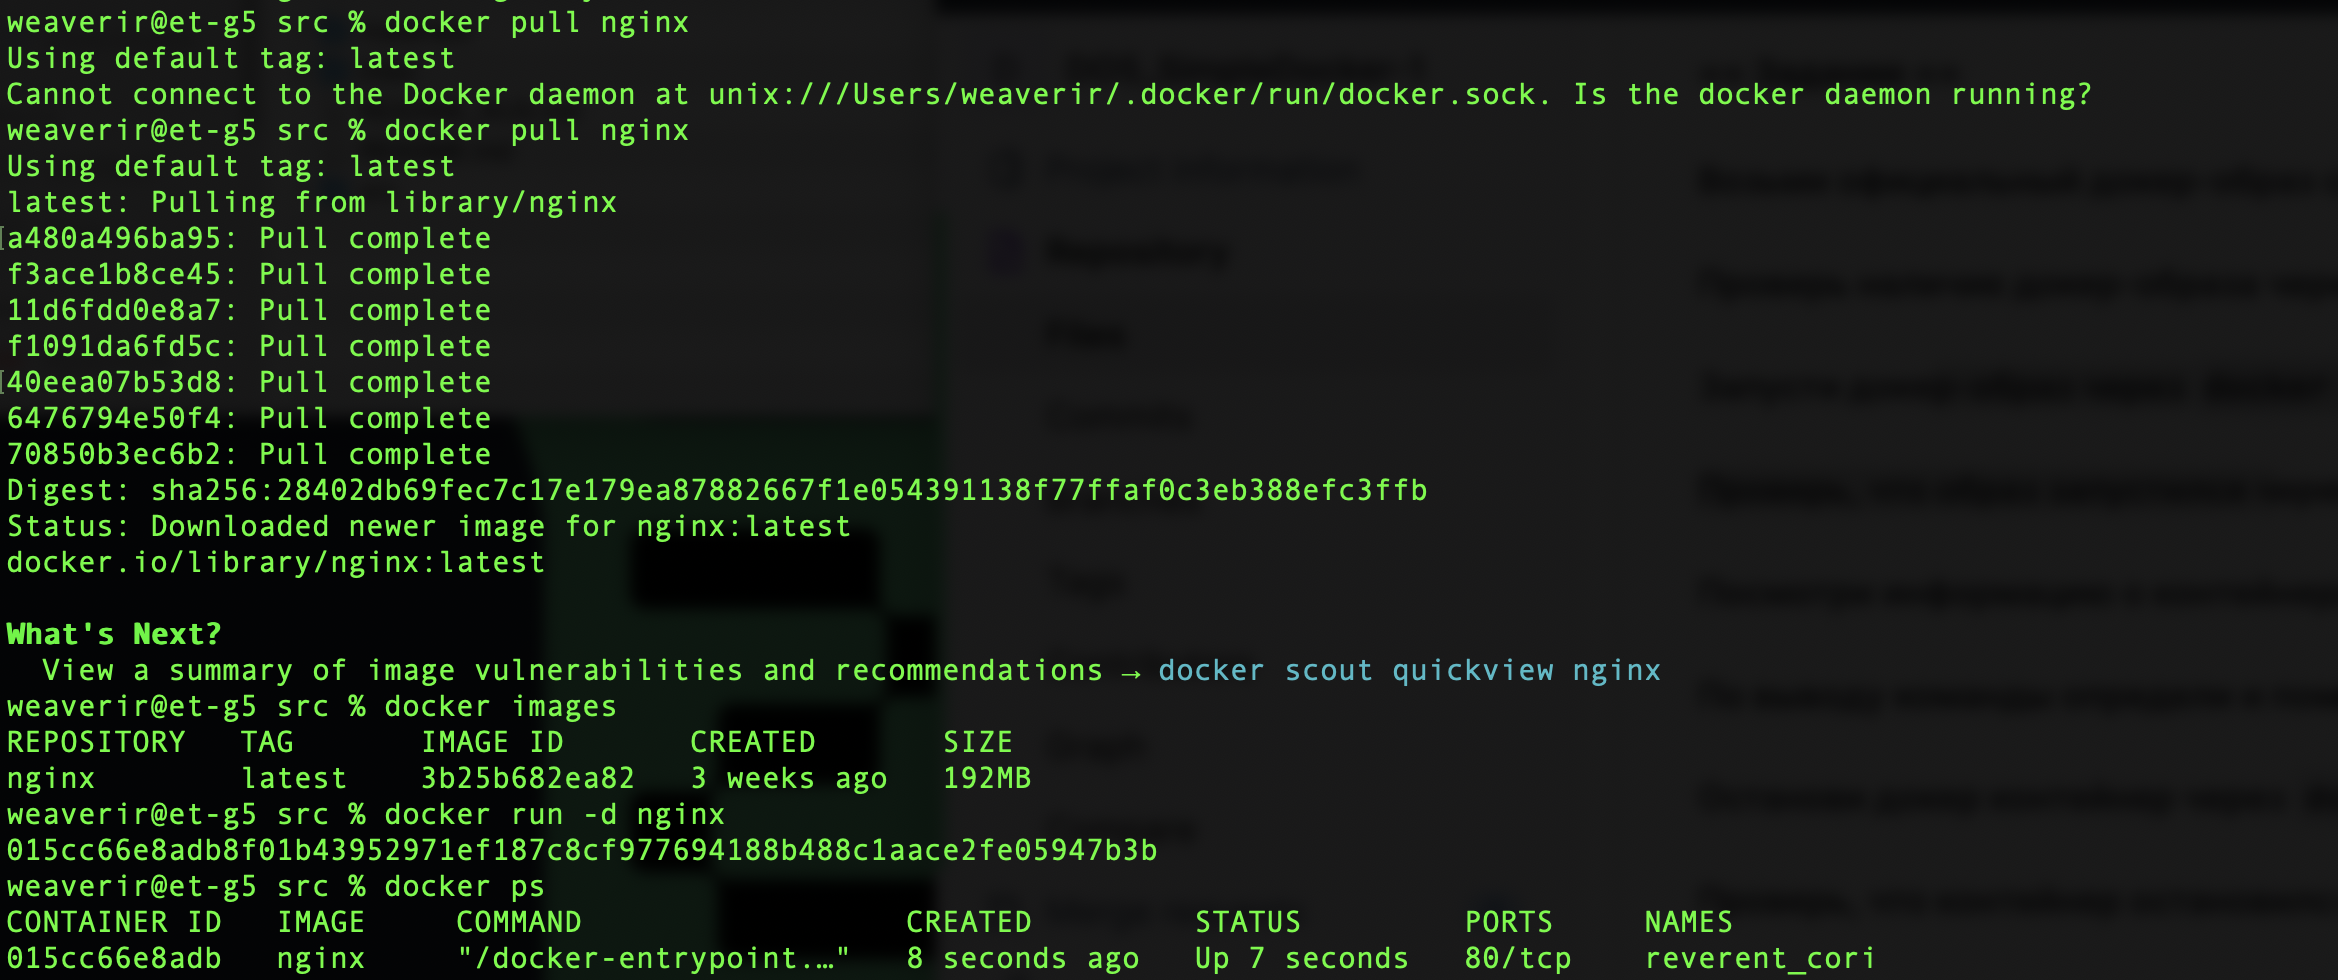 weaverir@et-g5 src % docker pull nginx
Using default tag: latest
Cannot connect to the Docker daemon at unix:///Users/weaverir/.docker/run/docker.sock. Is the docker daemon running?
weaverir@et-g5 src % docker pull nginx
Using default tag: latest
latest: Pulling from library/nginx
a480a496ba95: Pull complete
f3ace1b8ce45: Pull complete
11d6fdd0e8a7: Pull complete
f1091da6fd5c: Pull complete
40eea07b53d8: Pull complete
6476794e50f4: Pull complete
70850b3ec6b2: Pull complete
Digest: sha256:28402db69fec7c17e179ea87882667f1e054391138f77ffaf0c3eb388efc3ffb
Status: Downloaded newer image for nginx:latest
docker.io/library/nginx:latest
What's Next?
  View a summary of image vulnerabilities and recommendations → docker scout quickview nginx
weaverir@et-g5 src % docker images
REPOSITORY   TAG       IMAGE ID       CREATED       SIZE
nginx        latest    3b25b682ea82   3 weeks ago   192MB
weaverir@et-g5 src % docker run -d nginx
015cc66e8adb8f01b43952971ef187c8cf977694188b488c1aace2fe05947b3b
weaverir@et-g5 src % docker ps
CONTAINER ID   IMAGE     COMMAND                  CREATED         STATUS         PORTS     NAMES
015cc66e8adb   nginx     "/docker-entrypoint.…"   8 seconds ago   Up 7 seconds   80/tcp    reverent_cori